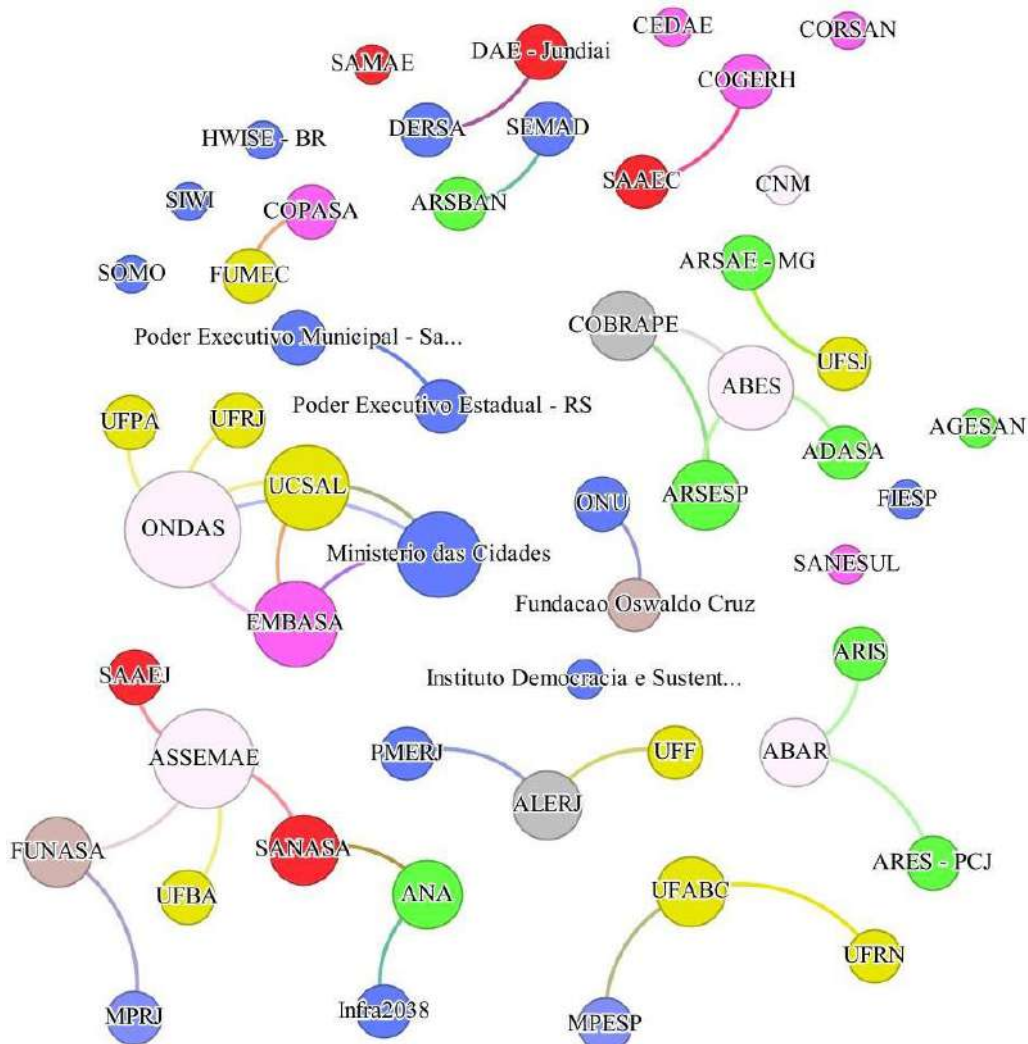 CEDAE
CORSAN
DAE - Jundiai
SAMAE
COGERH
DERSA
SEMAD
HWISE - BR
SAAEC
CNM
SIWI
COPASA
ARSBAN
SOMO
FUMEC
ARSAE - MG
Poder Executivo Municipal - Sa...
COBRAPE
UFSJ
ABES
Poder Executivo Estadual - RS
UFPA
UFRJ
AGESAN
ADASA
UCSAL
ARSESP
FIESP
ONU
ONDAS
Ministerio das Cidades
SANESUL
Fundacao Oswaldo Cruz
EMBASA
ARIS
SAAEJ
Instituto Democracia e Sustent...
ASSEMAE
PMERJ
UFF
ABAR
ALERJ
FUNASA
SANASA
ARES - PCJ
UFBA
ANA
UFABC
UFRN
MPRJ
Infra2038
MPESP